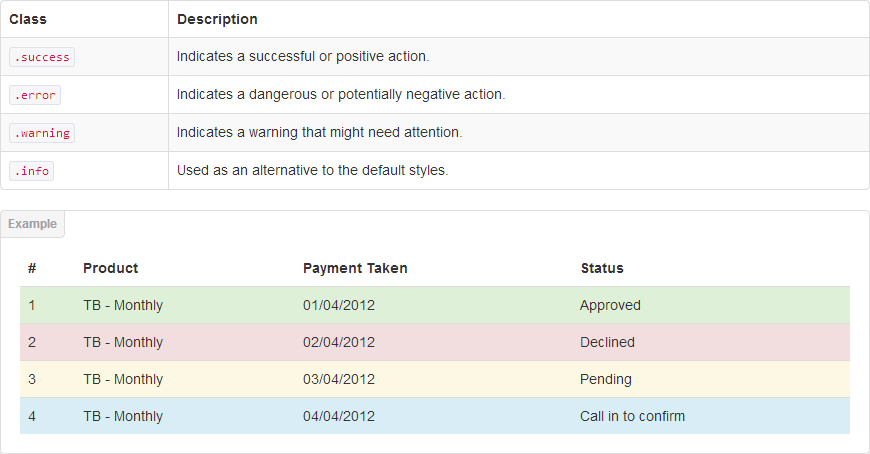 Class Description
.success Indicates a successful or positive action.
.error Indicates a dangerous or potentially negative action.
.warning Indicates a warning that might need attention.
.info Used as an alternative to the default styles.
Example
# Product Payment Taken Status
1 TB - Monthly 01/04/2012 Approved
2 TB - Monthly 02/04/2012 Declined
3 TB - Monthly 03/04/2012 Pending
4 TB - Monthly 04/04/2012 Call in to confirm